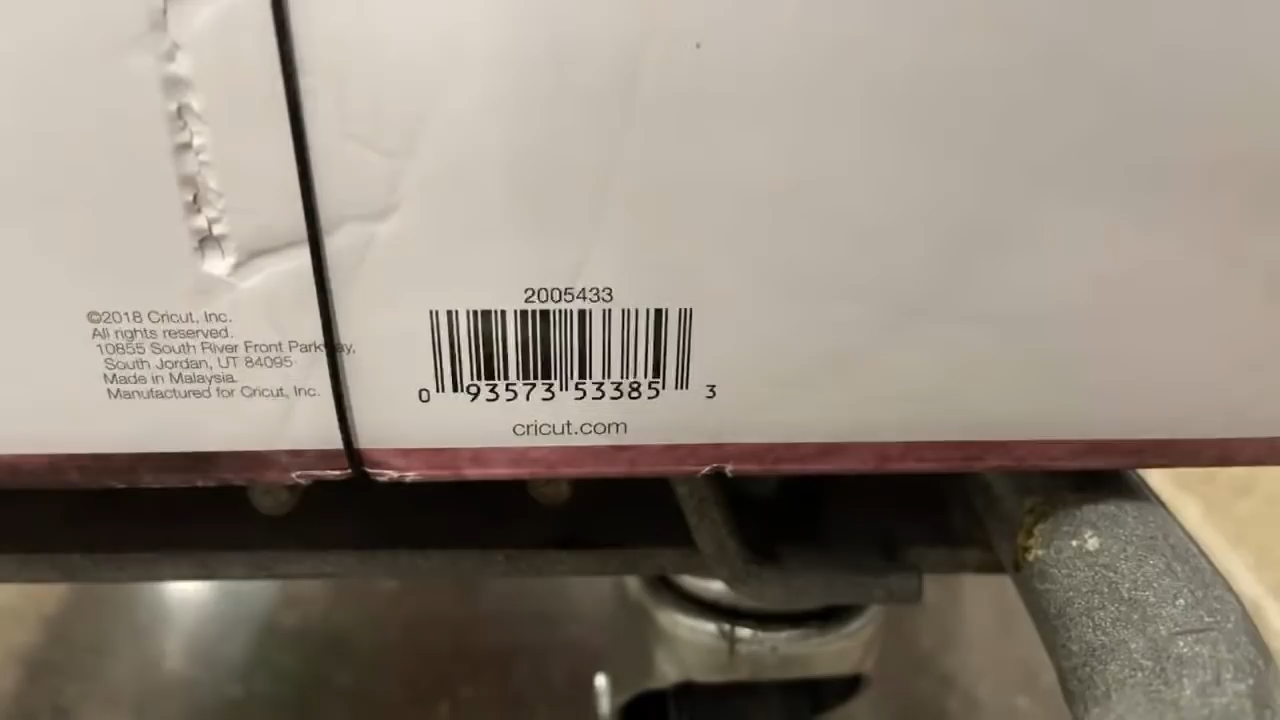 ©2018 Cricut, Inc.
All rights reserved.
10855 South River Front Parkway,
South Jordan, UT 84095
Made in Malaysia.
Manufactured for Cricut, Inc.
2005433
0 93573 53385 3
cricut.com